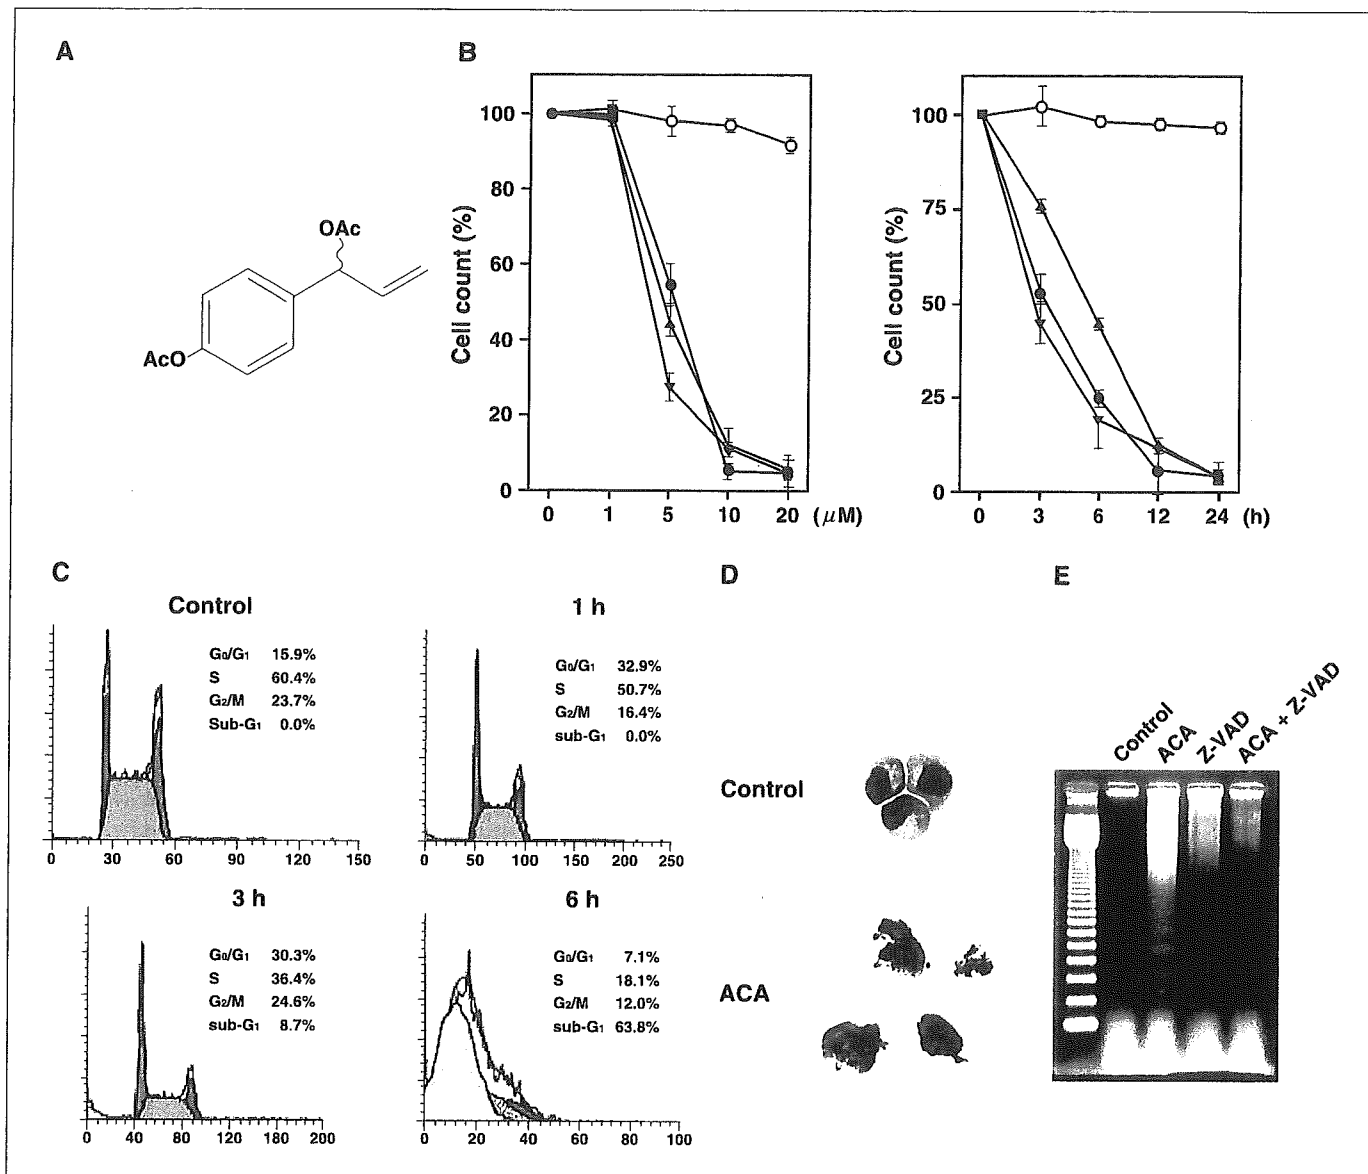 A
OAc
AcO
B
Cell count (%)
100
80
60
40
20
0
0 1 5 10 20 (μM)
Cell count (%)
100
75
50
25
0
0 3 6 12 24 (h)
C
Control
G0/G1 15.9%
S 60.4%
G2/M 23.7%
Sub-G1 0.0%
0 30 60 90 120 150
1 h
G0/G1 32.9%
S 50.7%
G2/M 16.4%
sub-G1 0.0%
0 50 100 150 200 250
3 h
G0/G1 30.3%
S 36.4%
G2/M 24.6%
sub-G1 8.7%
0 40 80 120 180 200
6 h
G0/G1 7.1%
S 18.1%
G2/M 12.0%
sub-G1 63.8%
0 20 40 60 80 100
D
Control
ACA
E
Control
ACA
Z-VAD
ACA + Z-VAD